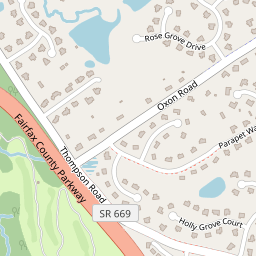 Rose Grove Drive
Oxon Road
Fairfax County Parkway
Thompson Road
Parapet Wa
SR 669
Holly Grove Court